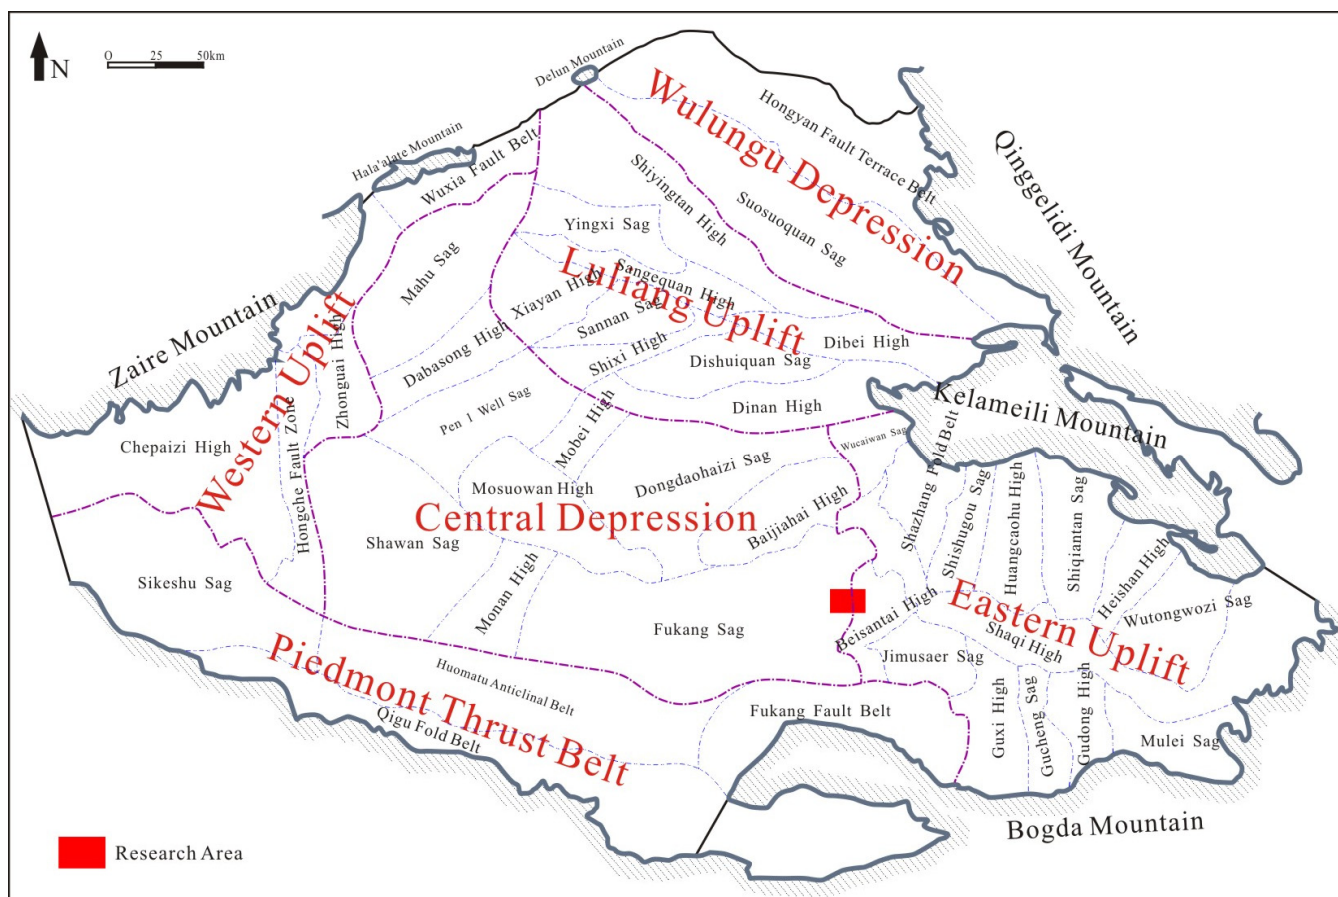 N
0 25 50km
Delun Mountain
Hala'alate Mountain
Wuxia Fault Belt
Wulungu Depression
Hongyan Fault Terrace Belt
Qinggelidi Mountain
Shiyingtan High
Suosuoquan Sag
Yingxi Sag
Mahu Sag
Luliang Uplift
Sangequan High
Xiayan High
Sannan Sag
Dabasong High
Shixi High
Dishuiquan Sag
Dibei High
Dinan High
Zaire Mountain
Western Uplift
Zhongguai High
Chepaizi High
Hongche Fault Zone
Pen 1 Well Sag
Mobei High
Kelameili Mountain
Wucaiwan Sag
Mosuowan High
Dongdaohaizi Sag
Central Depression
Baijiahai High
Shawan Sag
Monan High
Fukang Sag
Sikeshu Sag
Shazhang Fold Belt
Shishugou Sag
Huangcaohu High
Shiqiantan Sag
Heishan High
Wutongwozi Sag
Eastern Uplift
Beisantai High
Shaqi High
Jimusaer Sag
Guxi High
Gucheng Sag
Gudong High
Mulei Sag
Piedmont Thrust Belt
Huomatu Anticlinal Belt
Qigu Fold Belt
Fukang Fault Belt
Bogda Mountain
Research Area